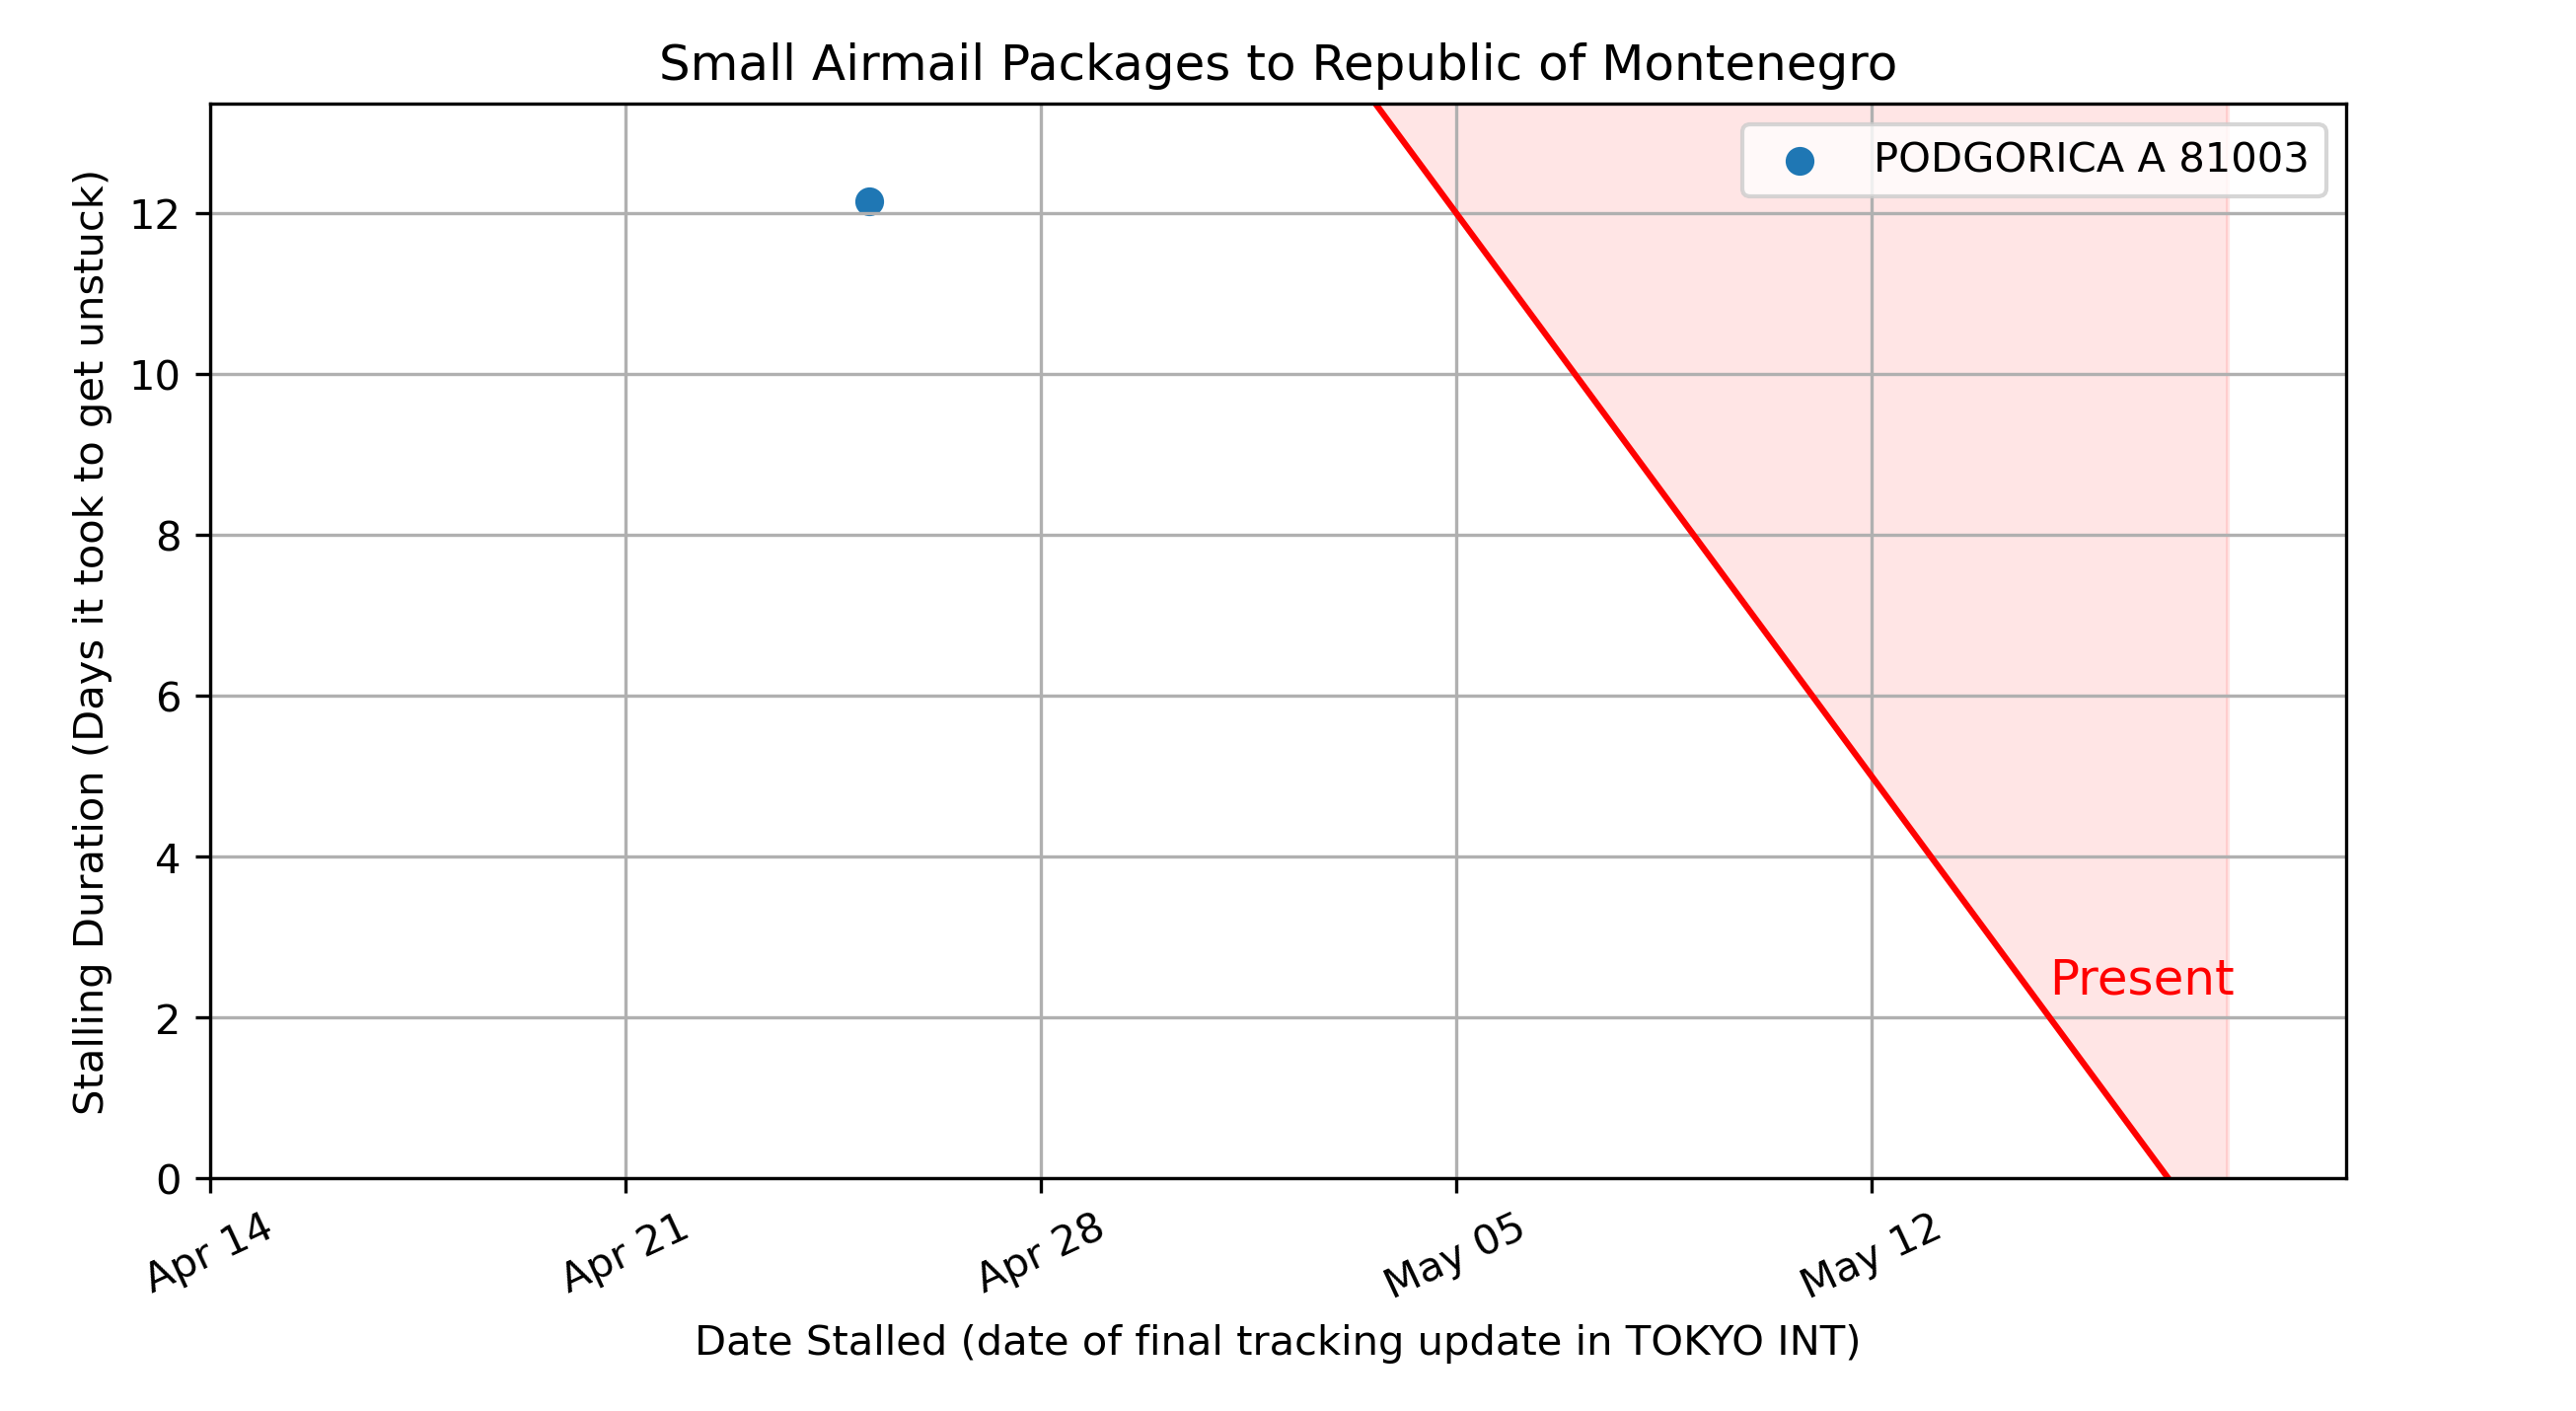 Small Airmail Packages to Republic of Montenegro
PODGORICA A 81003
Stalling Duration (Days it took to get unstuck)
12
10
8
6
4
2
0
Present
Apr 14
Apr 21
Apr 28
May 05
May 12
Date Stalled (date of final tracking update in TOKYO INT)